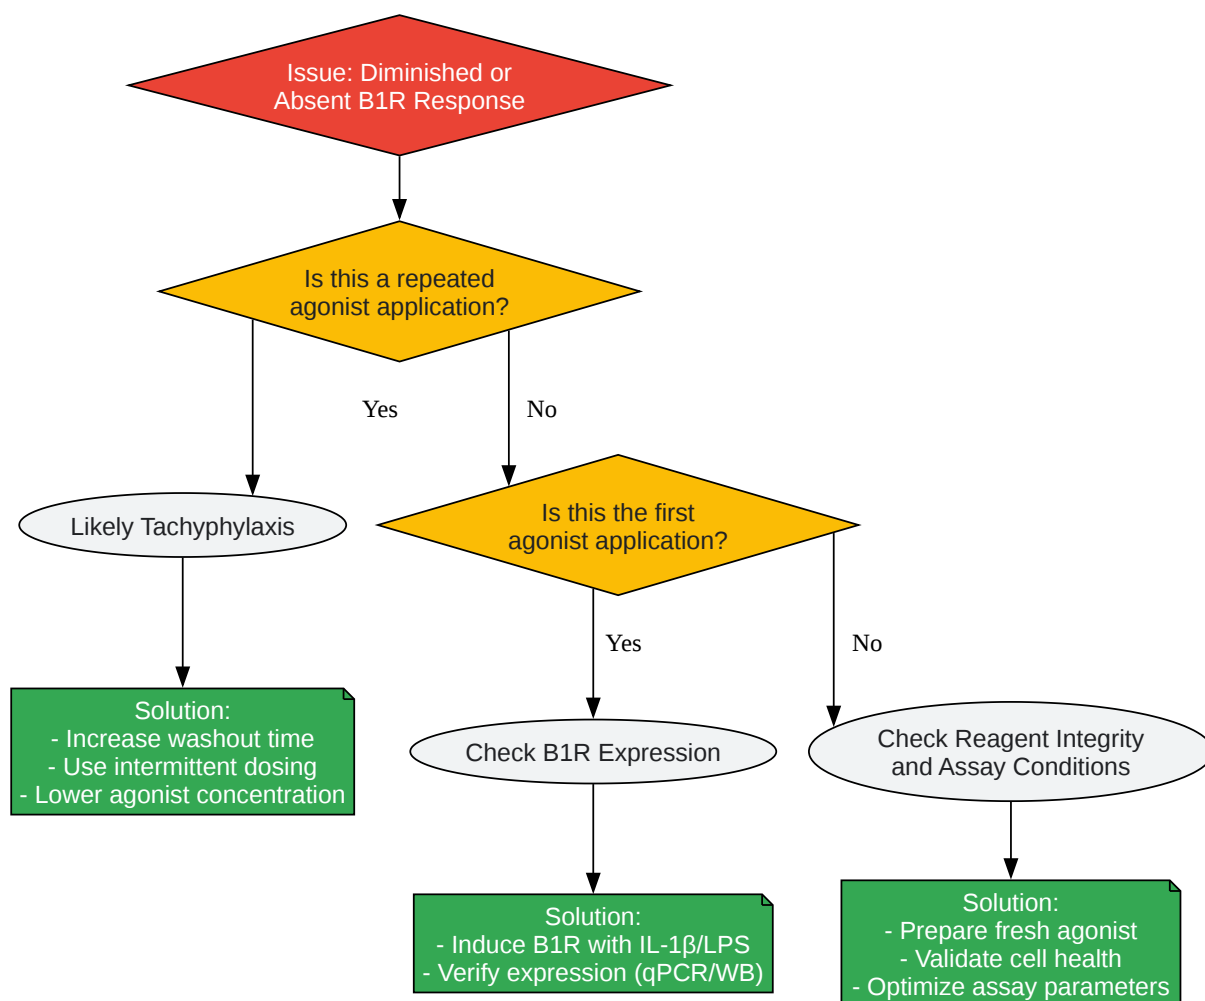 Issue: Diminished or
Absent B1R Response
Is this a repeated
agonist application?
Yes
No
Likely Tachyphylaxis
Is this the first
agonist application?
Yes
No
Solution:
- Increase washout time
- Use intermittent dosing
- Lower agonist concentration
Check B1R Expression
Check Reagent Integrity
and Assay Conditions
Solution:
- Induce B1R with IL-1β/LPS
- Verify expression (qPCR/WB)
Solution:
- Prepare fresh agonist
- Validate cell health
- Optimize assay parameters